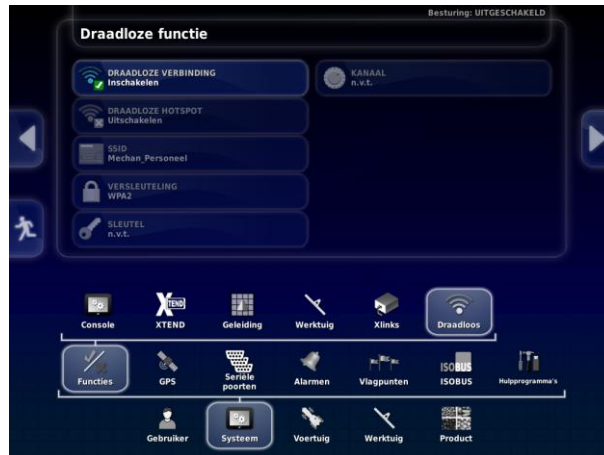 Besturing: UITGESCHAKELD
Draadloze functie
DRAADLOZE VERBINDING
Inschakelen
KANAAL
n.v.t.
DRAADLOZE HOTSPOT
Uitschakelen
SSID
Mechan_Personeel
VERSLEUTELING
WPA2
SLEUTEL
n.v.t.
XTEND
Console
XTEND
Geleiding
Werktuig
Xlinks
Draadloos
ISOBUS
Functies
GPS
Seriële
poorten
Alarmen
Vlagpunten
ISOBUS
Hulpprogramma's
Gebruiker
Systeem
Voertuig
Werktuig
Product